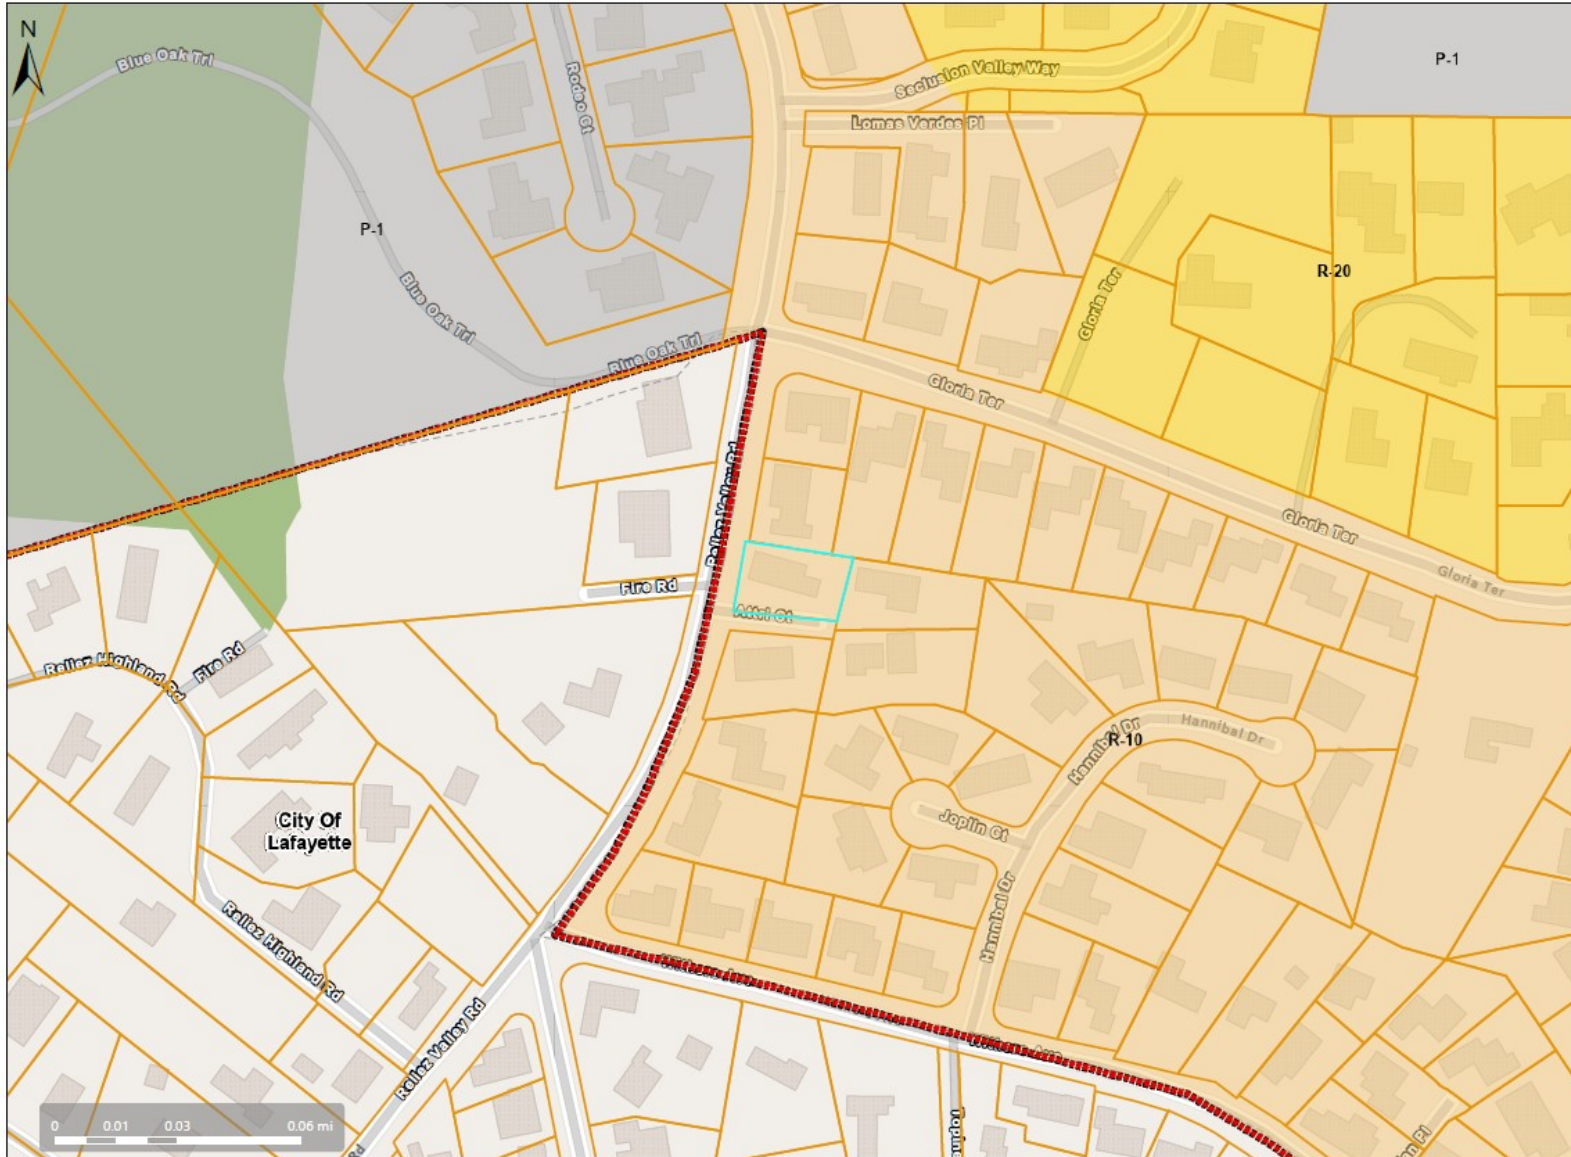 N
Blue Oak Trl
Rodeo Ct
Seclusion Valley Way
P-1
Lomas Verdes Pl
P-1
Blue Oak Trl
Gloria Ter
R-20
Blue Oak Trl
Gloria Ter
Reliez Valley Rd
Gloria Ter
Gloria Ter
Fire Rd
Attri Ct
Reliez Highland Rd
Fire Rd
Hannibal Dr
Hannibal Dr
R-10
Joplin Ct
City Of
Lafayette
Hannibal Dr
Reliez Highland Rd
Reliez Valley Rd
0 0.01 0.03 0.06 mi
Rd
Pl